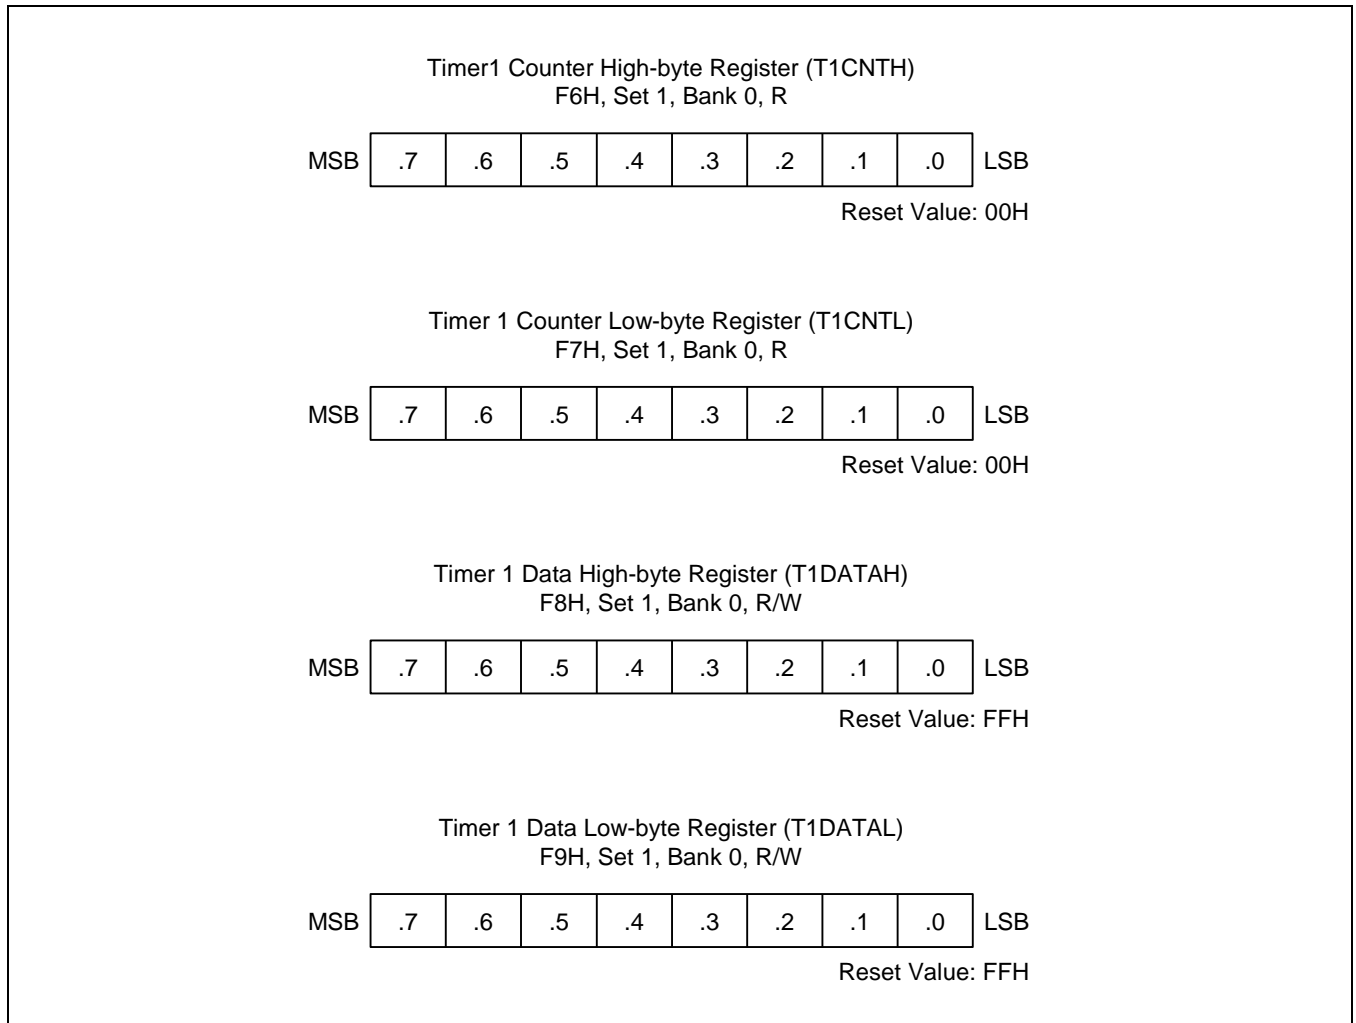 Timer1 Counter High-byte Register (T1CNTH)
F6H, Set 1, Bank 0, R
MSB .7 .6 .5 .4 .3 .2 .1 .0 LSB
Reset Value: 00H
Timer 1 Counter Low-byte Register (T1CNTL)
F7H, Set 1, Bank 0, R
MSB .7 .6 .5 .4 .3 .2 .1 .0 LSB
Reset Value: 00H
Timer 1 Data High-byte Register (T1DATAH)
F8H, Set 1, Bank 0, R/W
MSB .7 .6 .5 .4 .3 .2 .1 .0 LSB
Reset Value: FFH
Timer 1 Data Low-byte Register (T1DATAL)
F9H, Set 1, Bank 0, R/W
MSB .7 .6 .5 .4 .3 .2 .1 .0 LSB
Reset Value: FFH